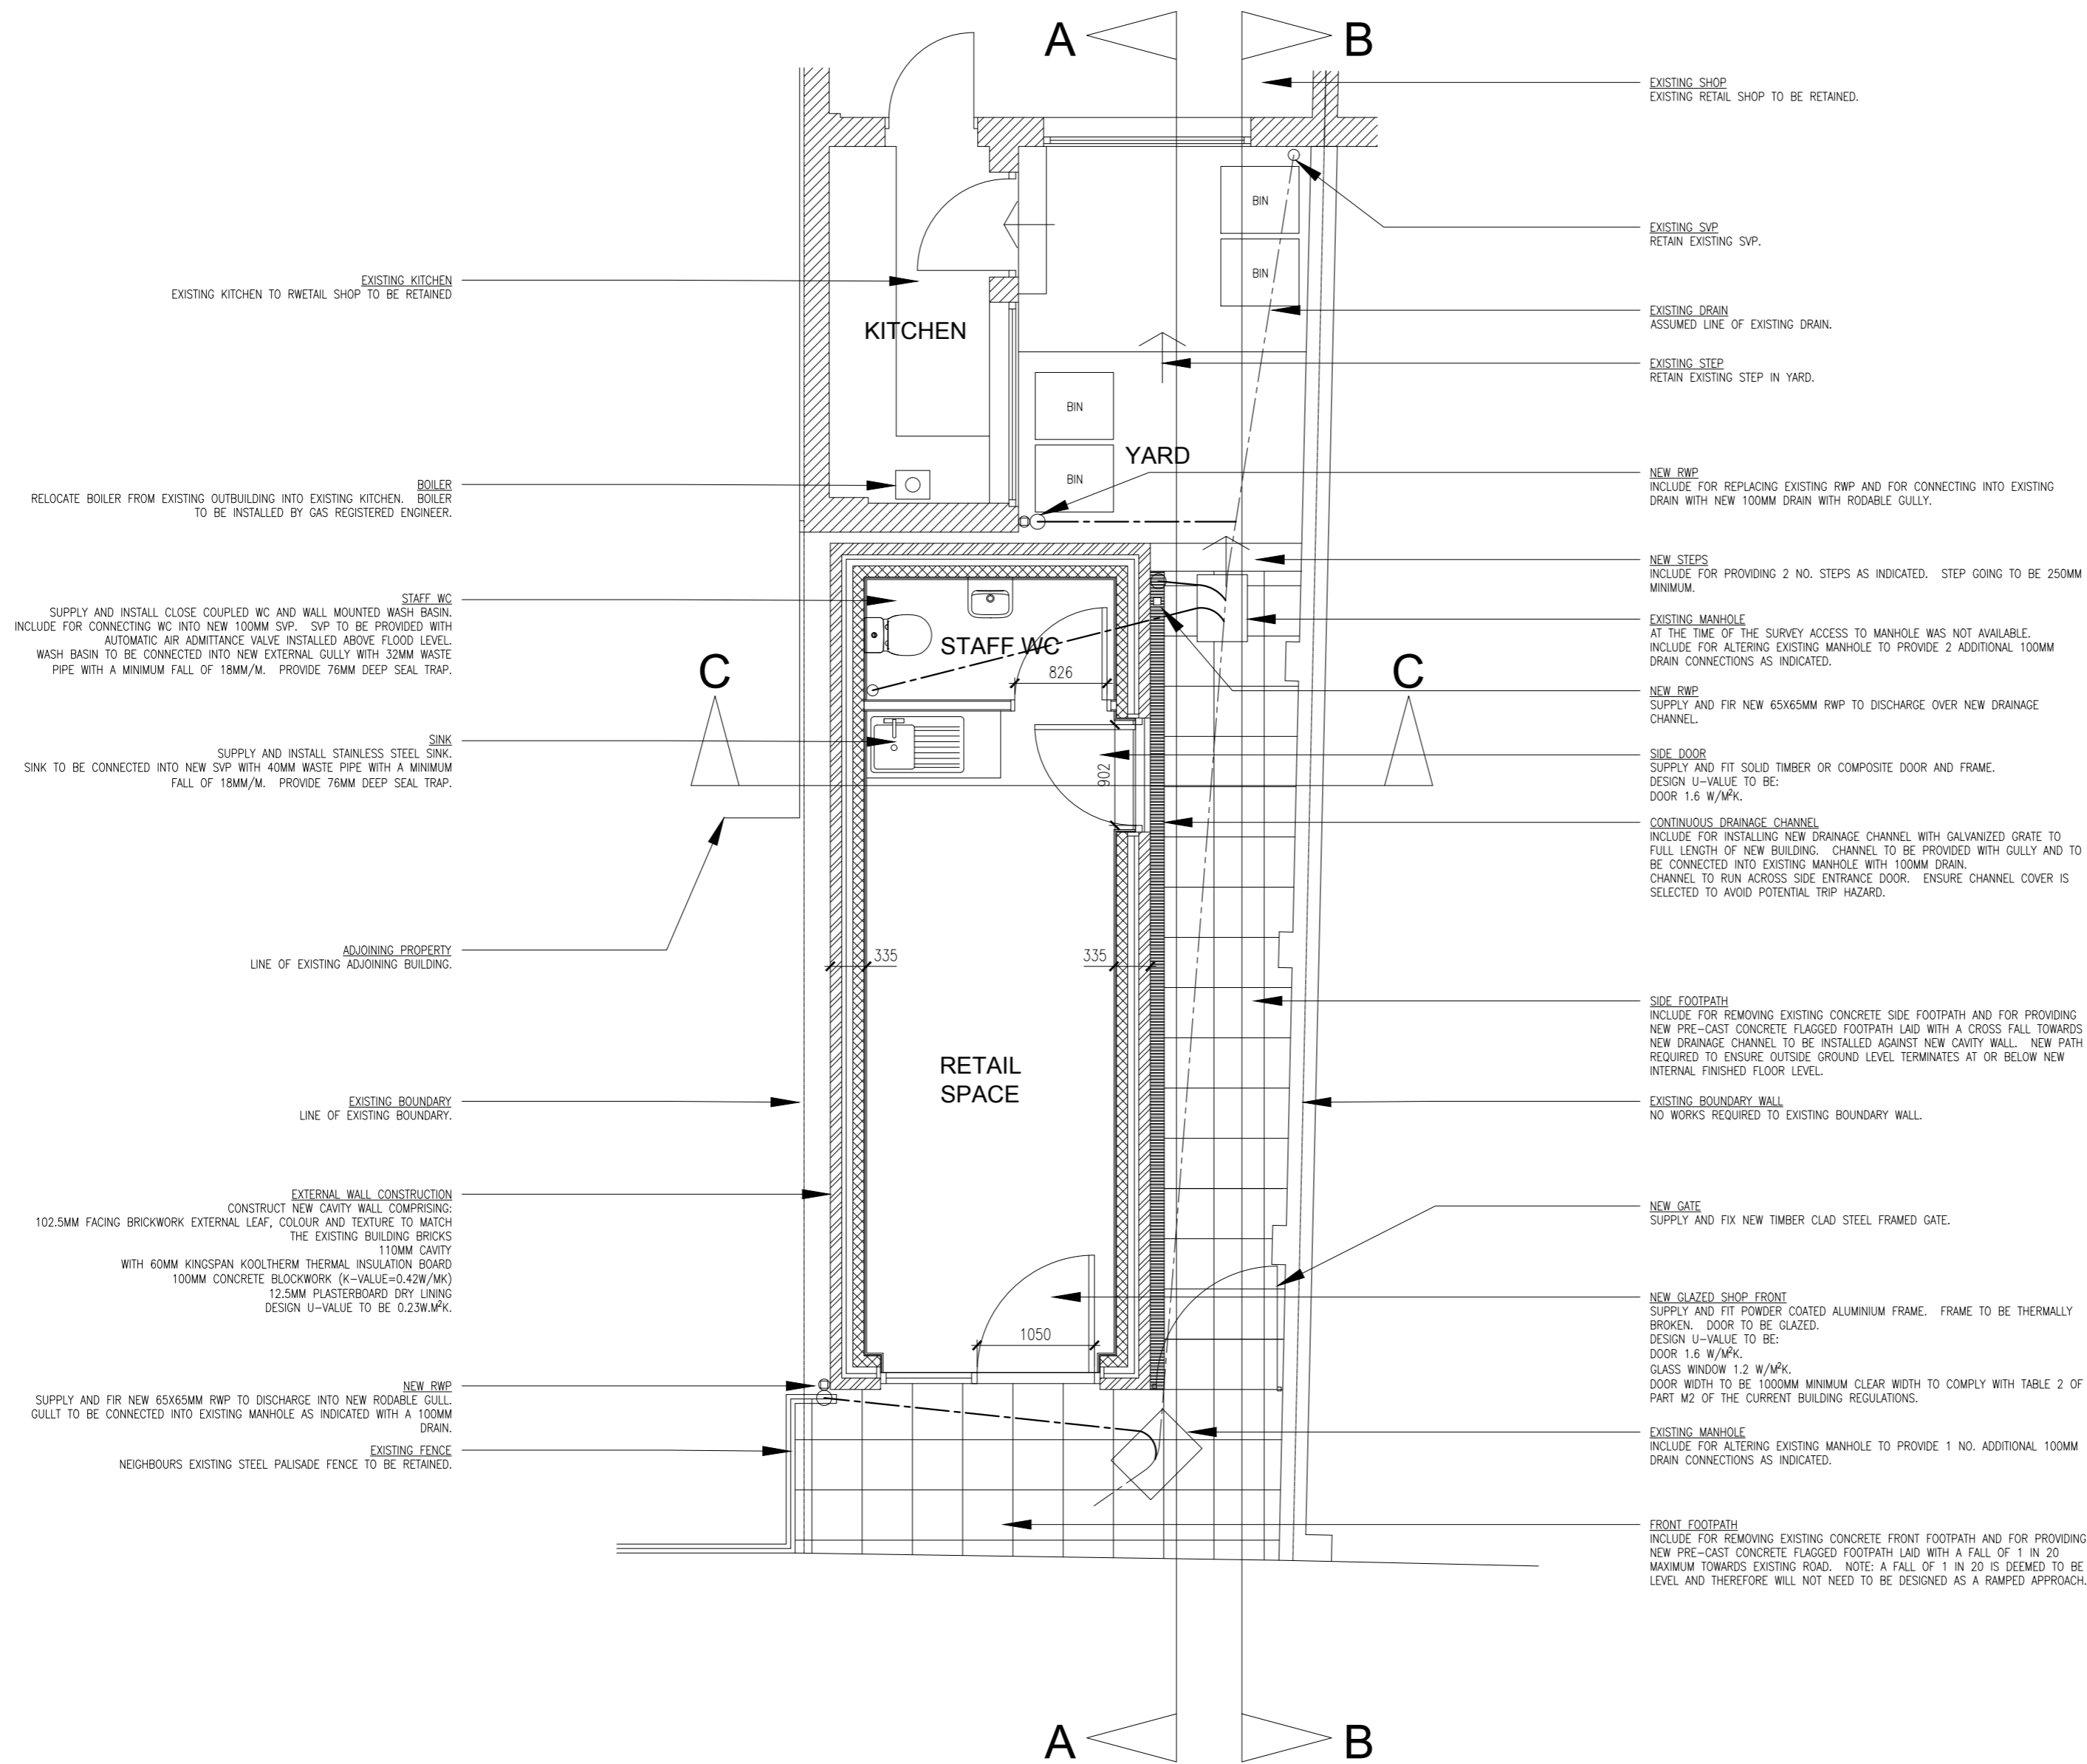 A
B
EXISTING SHOP
EXISTING RETAIL SHOP TO BE RETAINED.
BIN
EXISTING SVP
RETAIN EXISTING SVP.
BIN
EXISTING KITCHEN
EXISTING KITCHEN TO RWETAIL SHOP TO BE RETAINED
EXISTING DRAIN
ASSUMED LINE OF EXISTING DRAIN.
KITCHEN
EXISTING STEP
RETAIN EXISTING STEP IN YARD.
BIN
YARD
BIN
BOILER
RELOCATE BOILER FROM EXISTING OUTBUILDING INTO EXISTING KITCHEN. BOILER
TO BE INSTALLED BY GAS REGISTERED ENGINEER.
NEW RWP
INCLUDE FOR REPLACING EXISTING RWP AND FOR CONNECTING INTO EXISTING
DRAIN WITH NEW 100MM DRAIN WITH RODABLE GULLY.
NEW STEPS
INCLUDE FOR PROVIDING 2 NO. STEPS AS INDICATED. STEP GOING TO BE 250MM
MINIMUM.
STAFF WC
SUPPLY AND INSTALL CLOSE COUPLED WC AND WALL MOUNTED WASH BASIN.
INCLUDE FOR CONNECTING WC INTO NEW 100MM SVP. SVP TO BE PROVIDED WITH
AUTOMATIC AIR ADMITTANCE VALVE INSTALLED ABOVE FLOOD LEVEL.
WASH BASIN TO BE CONNECTED INTO NEW EXTERNAL GULLY WITH 32MM WASTE
PIPE WITH A MINIMUM FALL OF 18MM/M. PROVIDE 76MM DEEP SEAL TRAP.
EXISTING MANHOLE
AT THE TIME OF THE SURVEY ACCESS TO MANHOLE WAS NOT AVAILABLE.
INCLUDE FOR ALTERING EXISTING MANHOLE TO PROVIDE 2 ADDITIONAL 100MM
DRAIN CONNECTIONS AS INDICATED.
STAFF WC
826
C
C
NEW RWP
SUPPLY AND FIR NEW 65X65MM RWP TO DISCHARGE OVER NEW DRAINAGE
CHANNEL.
SINK
SUPPLY AND INSTALL STAINLESS STEEL SINK.
SINK TO BE CONNECTED INTO NEW SVP WITH 40MM WASTE PIPE WITH A MINIMUM
FALL OF 18MM/M. PROVIDE 76MM DEEP SEAL TRAP.
902
SIDE DOOR
SUPPLY AND FIT SOLID TIMBER OR COMPOSITE DOOR AND FRAME.
DESIGN U-VALUE TO BE:
DOOR 1.6 W/M²K.
CONTINUOUS DRAINAGE CHANNEL
INCLUDE FOR INSTALLING NEW DRAINAGE CHANNEL WITH GALVANIZED GRATE TO
FULL LENGTH OF NEW BUILDING. CHANNEL TO BE PROVIDED WITH GULLY AND TO
BE CONNECTED INTO EXISTING MANHOLE WITH 100MM DRAIN.
CHANNEL TO RUN ACROSS SIDE ENTRANCE DOOR. ENSURE CHANNEL COVER IS
SELECTED TO AVOID POTENTIAL TRIP HAZARD.
ADJOINING PROPERTY
LINE OF EXISTING ADJOINING BUILDING.
335
335
SIDE FOOTPATH
INCLUDE FOR REMOVING EXISTING CONCRETE SIDE FOOTPATH AND FOR PROVIDING
NEW PRE-CAST CONCRETE FLAGGED FOOTPATH LAID WITH A CROSS FALL TOWARDS
NEW DRAINAGE CHANNEL TO BE INSTALLED AGAINST NEW CAVITY WALL. NEW PATH
REQUIRED TO ENSURE OUTSIDE GROUND LEVEL TERMINATES AT OR BELOW NEW
INTERNAL FINISHED FLOOR LEVEL.
RETAIL
SPACE
EXISTING BOUNDARY
LINE OF EXISTING BOUNDARY.
EXISTING BOUNDARY WALL
NO WORKS REQUIRED TO EXISTING BOUNDARY WALL.
EXTERNAL WALL CONSTRUCTION
CONSTRUCT NEW CAVITY WALL COMPRISING:
102.5MM FACING BRICKWORK EXTERNAL LEAF, COLOUR AND TEXTURE TO MATCH
THE EXISTING BUILDING BRICKS
110MM CAVITY
WITH 60MM KINGSPAN KOOLTHERM THERMAL INSULATION BOARD
100MM CONCRETE BLOCKWORK (K-VALUE=0.42W/MK)
12.5MM PLASTERBOARD DRY LINING
DESIGN U-VALUE TO BE 0.23W.M²K.
NEW GATE
SUPPLY AND FIX NEW TIMBER CLAD STEEL FRAMED GATE.
NEW GLAZED SHOP FRONT
SUPPLY AND FIT POWDER COATED ALUMINIUM FRAME. FRAME TO BE THERMALLY
BROKEN. DOOR TO BE GLAZED.
DESIGN U-VALUE TO BE:
DOOR 1.6 W/M²K.
GLASS WINDOW 1.2 W/M²K.
DOOR WIDTH TO BE 1000MM MINIMUM CLEAR WIDTH TO COMPLY WITH TABLE 2 OF
PART M2 OF THE CURRENT BUILDING REGULATIONS.
1050
NEW RWP
SUPPLY AND FIR NEW 65X65MM RWP TO DISCHARGE INTO NEW RODABLE GULL.
GULLT TO BE CONNECTED INTO EXISTING MANHOLE AS INDICATED WITH A 100MM
DRAIN.
EXISTING FENCE
NEIGHBOURS EXISTING STEEL PALISADE FENCE TO BE RETAINED.
EXISTING MANHOLE
INCLUDE FOR ALTERING EXISTING MANHOLE TO PROVIDE 1 NO. ADDITIONAL 100MM
DRAIN CONNECTIONS AS INDICATED.
FRONT FOOTPATH
INCLUDE FOR REMOVING EXISTING CONCRETE FRONT FOOTPATH AND FOR PROVIDING
NEW PRE-CAST CONCRETE FLAGGED FOOTPATH LAID WITH A FALL OF 1 IN 20
MAXIMUM TOWARDS EXISTING ROAD. NOTE: A FALL OF 1 IN 20 IS DEEMED TO BE
LEVEL AND THEREFORE WILL NOT NEED TO BE DESIGNED AS A RAMPED APPROACH.
A
B